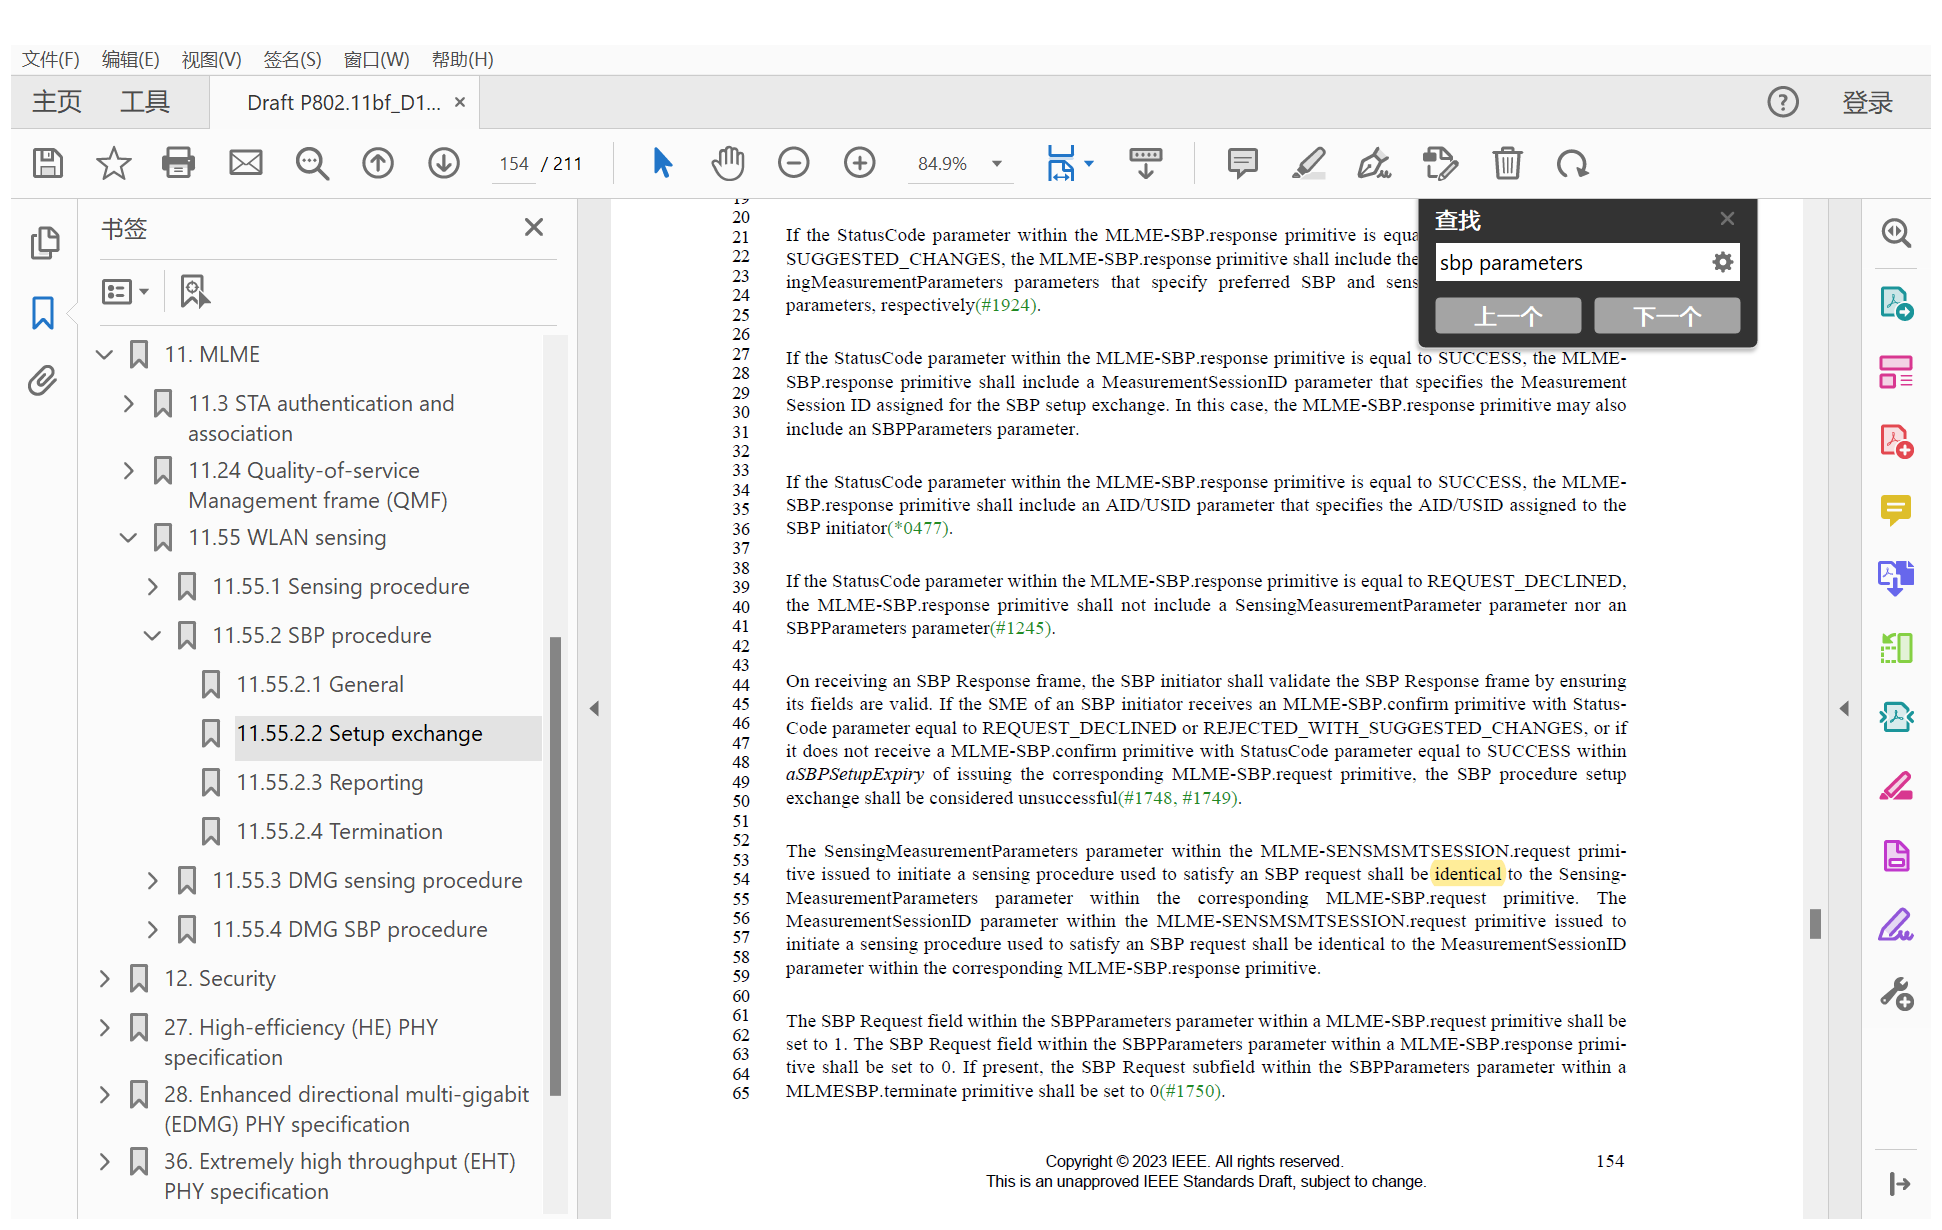 文件(F) 编辑(E) 视图(V) 签名(S) 窗口(W) 帮助(H)
主页 工具 Draft P802.11bf_D1... × 登录
154 / 211 84.9%
书签
11. MLME
11.3 STA authentication and
association
11.24 Quality-of-service
Management frame (QMF)
11.55 WLAN sensing
11.55.1 Sensing procedure
11.55.2 SBP procedure
11.55.2.1 General
11.55.2.2 Setup exchange
11.55.2.3 Reporting
11.55.2.4 Termination
11.55.3 DMG sensing procedure
11.55.4 DMG SBP procedure
12. Security
27. High-efficiency (HE) PHY
specification
28. Enhanced directional multi-gigabit
(EDMG) PHY specification
36. Extremely high throughput (EHT)
PHY specification
查找
sbp parameters
上一个 下一个
19
20
21
22
23
24
25
26
27
28
29
30
31
32
33
34
35
36
37
38
39
40
41
42
43
44
45
46
47
48
49
50
51
52
53
54
55
56
57
58
59
60
61
62
63
64
65
If the StatusCode parameter within the MLME-SBP.response primitive is equa
SUGGESTED_CHANGES, the MLME-SBP.response primitive shall include the
ingMeasurementParameters parameters that specify preferred SBP and sens
parameters, respectively(#1924).
If the StatusCode parameter within the MLME-SBP.response primitive is equal to SUCCESS, the MLME-
SBP.response primitive shall include a MeasurementSessionID parameter that specifies the Measurement
Session ID assigned for the SBP setup exchange. In this case, the MLME-SBP.response primitive may also
include an SBPParameters parameter.
If the StatusCode parameter within the MLME-SBP.response primitive is equal to SUCCESS, the MLME-
SBP.response primitive shall include an AID/USID parameter that specifies the AID/USID assigned to the
SBP initiator(*0477).
If the StatusCode parameter within the MLME-SBP.response primitive is equal to REQUEST_DECLINED,
the MLME-SBP.response primitive shall not include a SensingMeasurementParameter parameter nor an
SBPParameters parameter(#1245).
On receiving an SBP Response frame, the SBP initiator shall validate the SBP Response frame by ensuring
its fields are valid. If the SME of an SBP initiator receives an MLME-SBP.confirm primitive with Status-
Code parameter equal to REQUEST_DECLINED or REJECTED_WITH_SUGGESTED_CHANGES, or if
it does not receive a MLME-SBP.confirm primitive with StatusCode parameter equal to SUCCESS within
aSBPSetupExpiry of issuing the corresponding MLME-SBP.request primitive, the SBP procedure setup
exchange shall be considered unsuccessful(#1748, #1749).
The SensingMeasurementParameters parameter within the MLME-SENSMSMTSESSION.request primi-
tive issued to initiate a sensing procedure used to satisfy an SBP request shall be identical to the Sensing-
MeasurementParameters parameter within the corresponding MLME-SBP.request primitive. The
MeasurementSessionID parameter within the MLME-SENSMSMTSESSION.request primitive issued to
initiate a sensing procedure used to satisfy an SBP request shall be identical to the MeasurementSessionID
parameter within the corresponding MLME-SBP.response primitive.
The SBP Request field within the SBPParameters parameter within a MLME-SBP.request primitive shall be
set to 1. The SBP Request field within the SBPParameters parameter within a MLME-SBP.response primi-
tive shall be set to 0. If present, the SBP Request subfield within the SBPParameters parameter within a
MLMESBP.terminate primitive shall be set to 0(#1750).
Copyright © 2023 IEEE. All rights reserved. 154
This is an unapproved IEEE Standards Draft, subject to change.